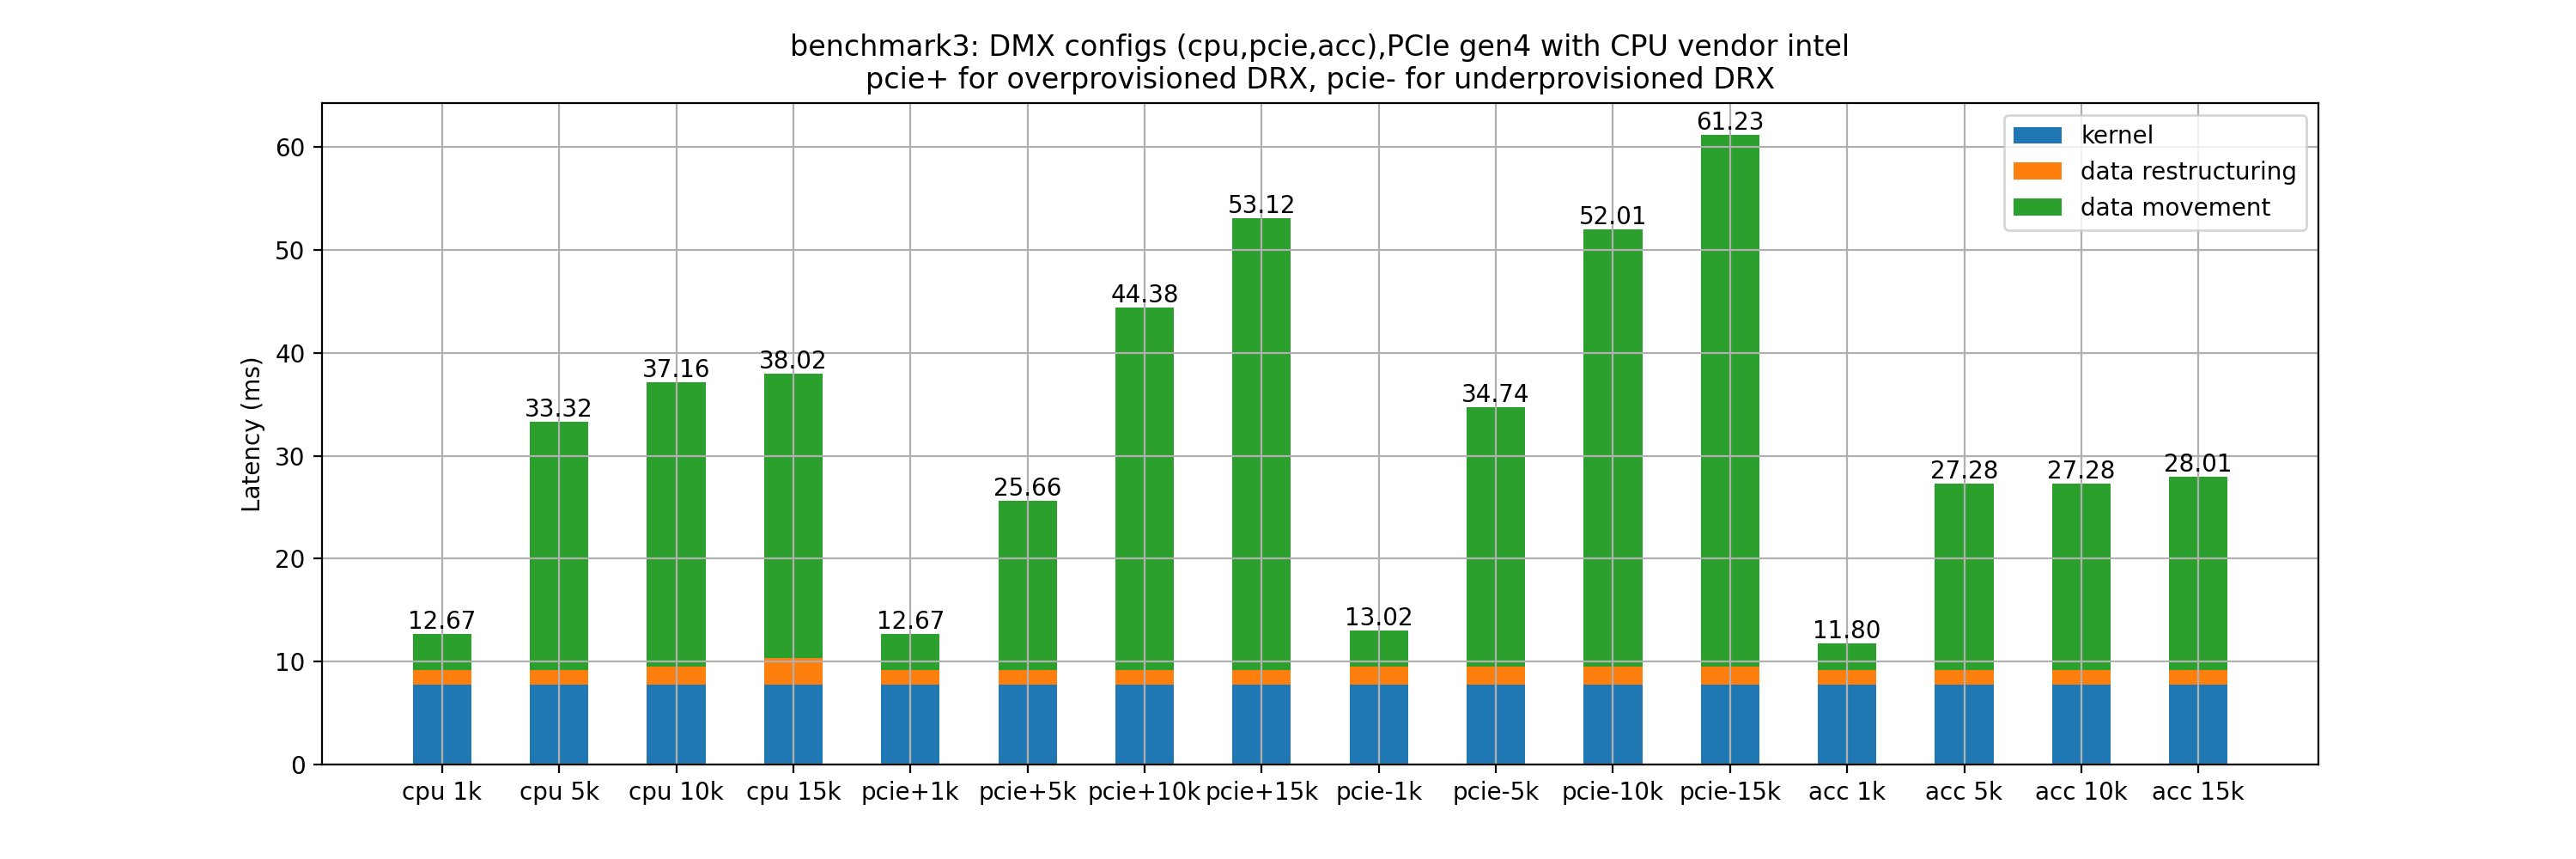 benchmark3: DMX configs (cpu,pcie,acc),PCIe gen4 with CPU vendor intel
pcie+ for overprovisioned DRX, pcie- for underprovisioned DRX
kernel
data restructuring
data movement
Latency (ms)
60
50
40
30
20
10
0
12.67
33.32
37.16
38.02
12.67
25.66
44.38
53.12
13.02
34.74
52.01
61.23
11.80
27.28
27.28
28.01
cpu 1k
cpu 5k
cpu 10k
cpu 15k
pcie+1k
pcie+5k
pcie+10k
pcie+15k
pcie-1k
pcie-5k
pcie-10k
pcie-15k
acc 1k
acc 5k
acc 10k
acc 15k